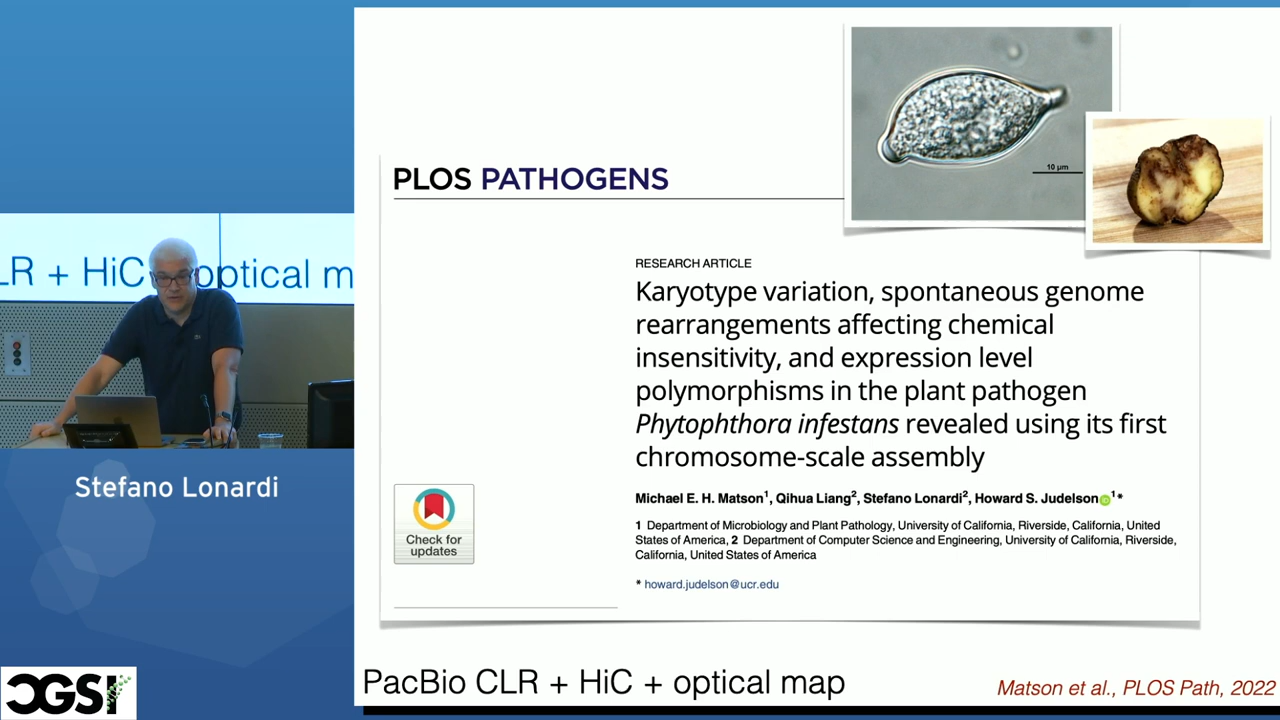 PLOS PATHOGENS
10 µm
RESEARCH ARTICLE
Karyotype variation, spontaneous genome
rearrangements affecting chemical
insensitivity, and expression level
polymorphisms in the plant pathogen
Phytophthora infestans revealed using its first
chromosome-scale assembly
Michael E. H. Matson1, Qihua Liang2, Stefano Lonardi2, Howard S. Judelson1*
1 Department of Microbiology and Plant Pathology, University of California, Riverside, California, United
States of America, 2 Department of Computer Science and Engineering, University of California, Riverside,
California, United States of America
* howard.judelson@ucr.edu
Check for
updates
PacBio CLR + HiC + optical map
Matson et al., PLOS Path, 2022
LR + HiC optical m
Stefano Lonardi
CGSI